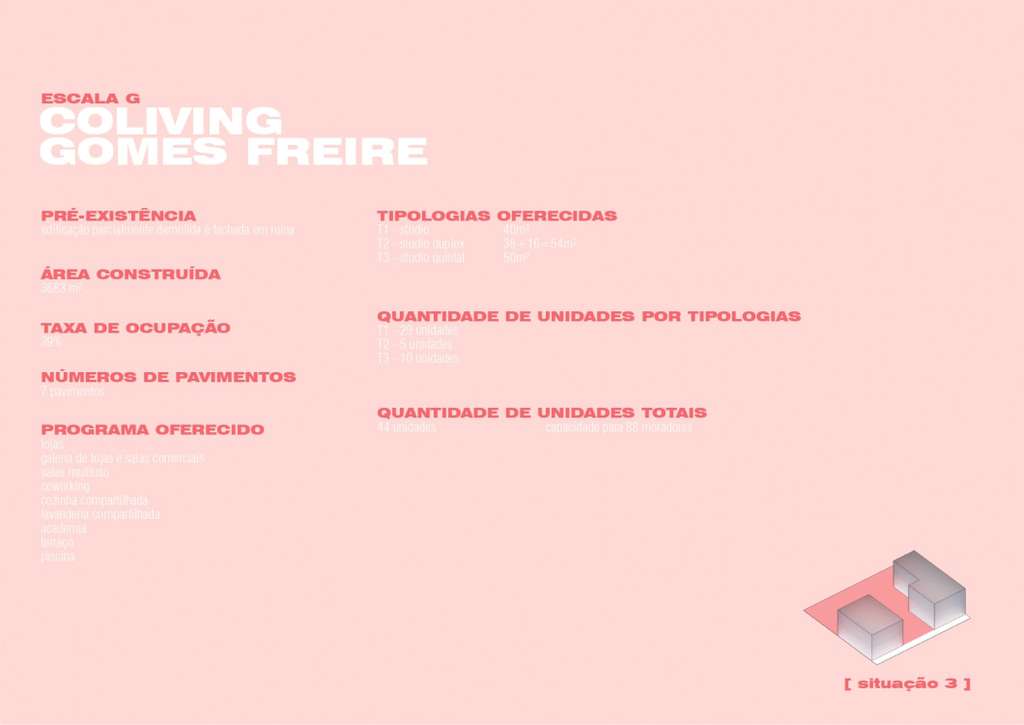 ESCALA G
COLIVING
GOMES FREIRE
PRÉ-EXISTÊNCIA
edificação parcialmente demolida e fachada em ruína
ÁREA CONSTRUÍDA
m²
TAXA DE OCUPAÇÃO
NÚMEROS DE PAVIMENTOS
7 pavimentos
PROGRAMA OFERECIDO
lojas
galeria de lojas e salas comerciais
salas multiuso
coworking
cozinha compartilhada
lavanderia compartilhada
academia
terraço
piscina
TIPOLOGIAS OFERECIDAS
T1 - studio 40m²
T2 - studio duplex 38 + 16 = 54m²
T3 - studio quintal 50m²
QUANTIDADE DE UNIDADES POR TIPOLOGIAS
T1 - 29 unidades
T2 - 5 unidades
T3 - 10 unidades
QUANTIDADE DE UNIDADES TOTAIS
44 unidades capacidade para 88 moradores
[ situação 3 ]